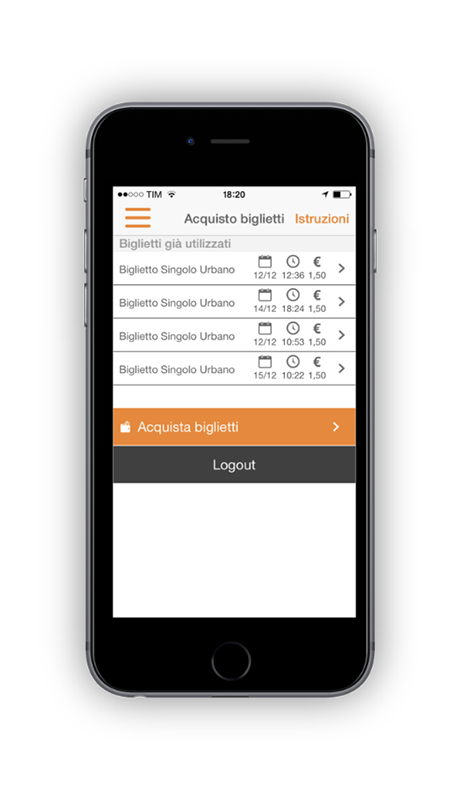 TIM 18:20
Acquisto biglietti Istruzioni
Biglietti già utilizzati
Biglietto Singolo Urbano 12/12 12:36 € 1,50
Biglietto Singolo Urbano 14/12 18:24 € 1,50
Biglietto Singolo Urbano 12/12 10:53 € 1,50
Biglietto Singolo Urbano 15/12 10:22 € 1,50
Acquista biglietti
Logout